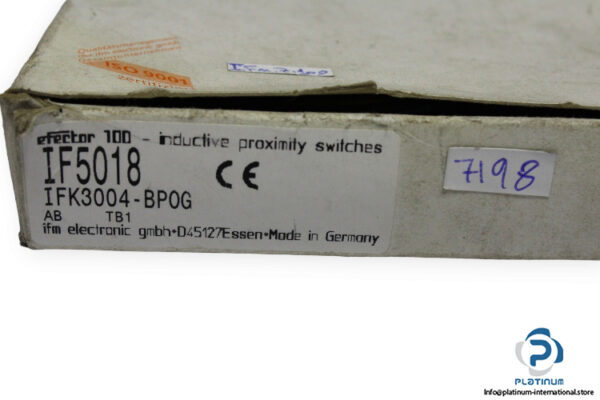 Qualitätsmanagement
ISO 9001
efector 100 - inductive proximity switches
IF5018
CE
IFK3004-BPOG
AB TB1
ifm electronic gmbh•D45127Essen•Made in Germany
7198
PLATINUM
Info@platinum-international.store